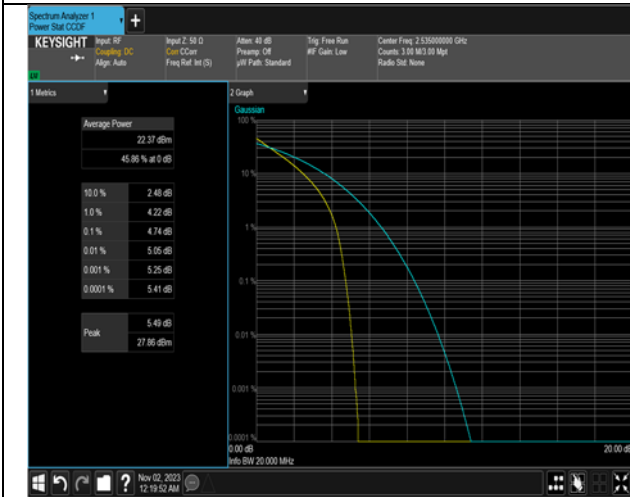 Spectrum Analyzer 1
Power Stat CCDF
KEYSIGHT
Input: RF
Coupling: DC
Align: Auto
Input Z: 50 Ω
Corr CCorr
Freq Ref: Int (S)
Atten: 40 dB
Preamp: Off
µW Path: Standard
Trig: Free Run
#IF Gain: Low
Center Freq: 2.535000000 GHz
Counts: 3.00 M/3.00 Mpt
Radio Std: None
1 Metrics
Average Power
22.37 dBm
45.86 % at 0 dB
10.0 % 2.48 dB
1.0 % 4.22 dB
0.1 % 4.74 dB
0.01 % 5.05 dB
0.001 % 5.25 dB
0.0001 % 5.41 dB
Peak
5.49 dB
27.86 dBm
2 Graph
Gaussian
100 %
10 %
1 %
0.1 %
0.01 %
0.001 %
0.0001 %
0.00 dB
20.00 dB
Info BW 20.000 MHz
?
Nov 02, 2023
12:19:52 AM